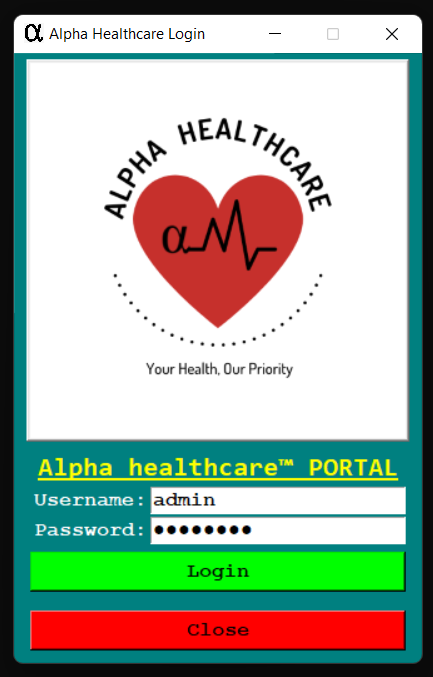 α Alpha Healthcare Login
ALPHA HEALTHCARE
α
Your Health, Our Priority
Alpha healthcare™ PORTAL
Username: admin
Password: ●●●●●●●●
Login
Close